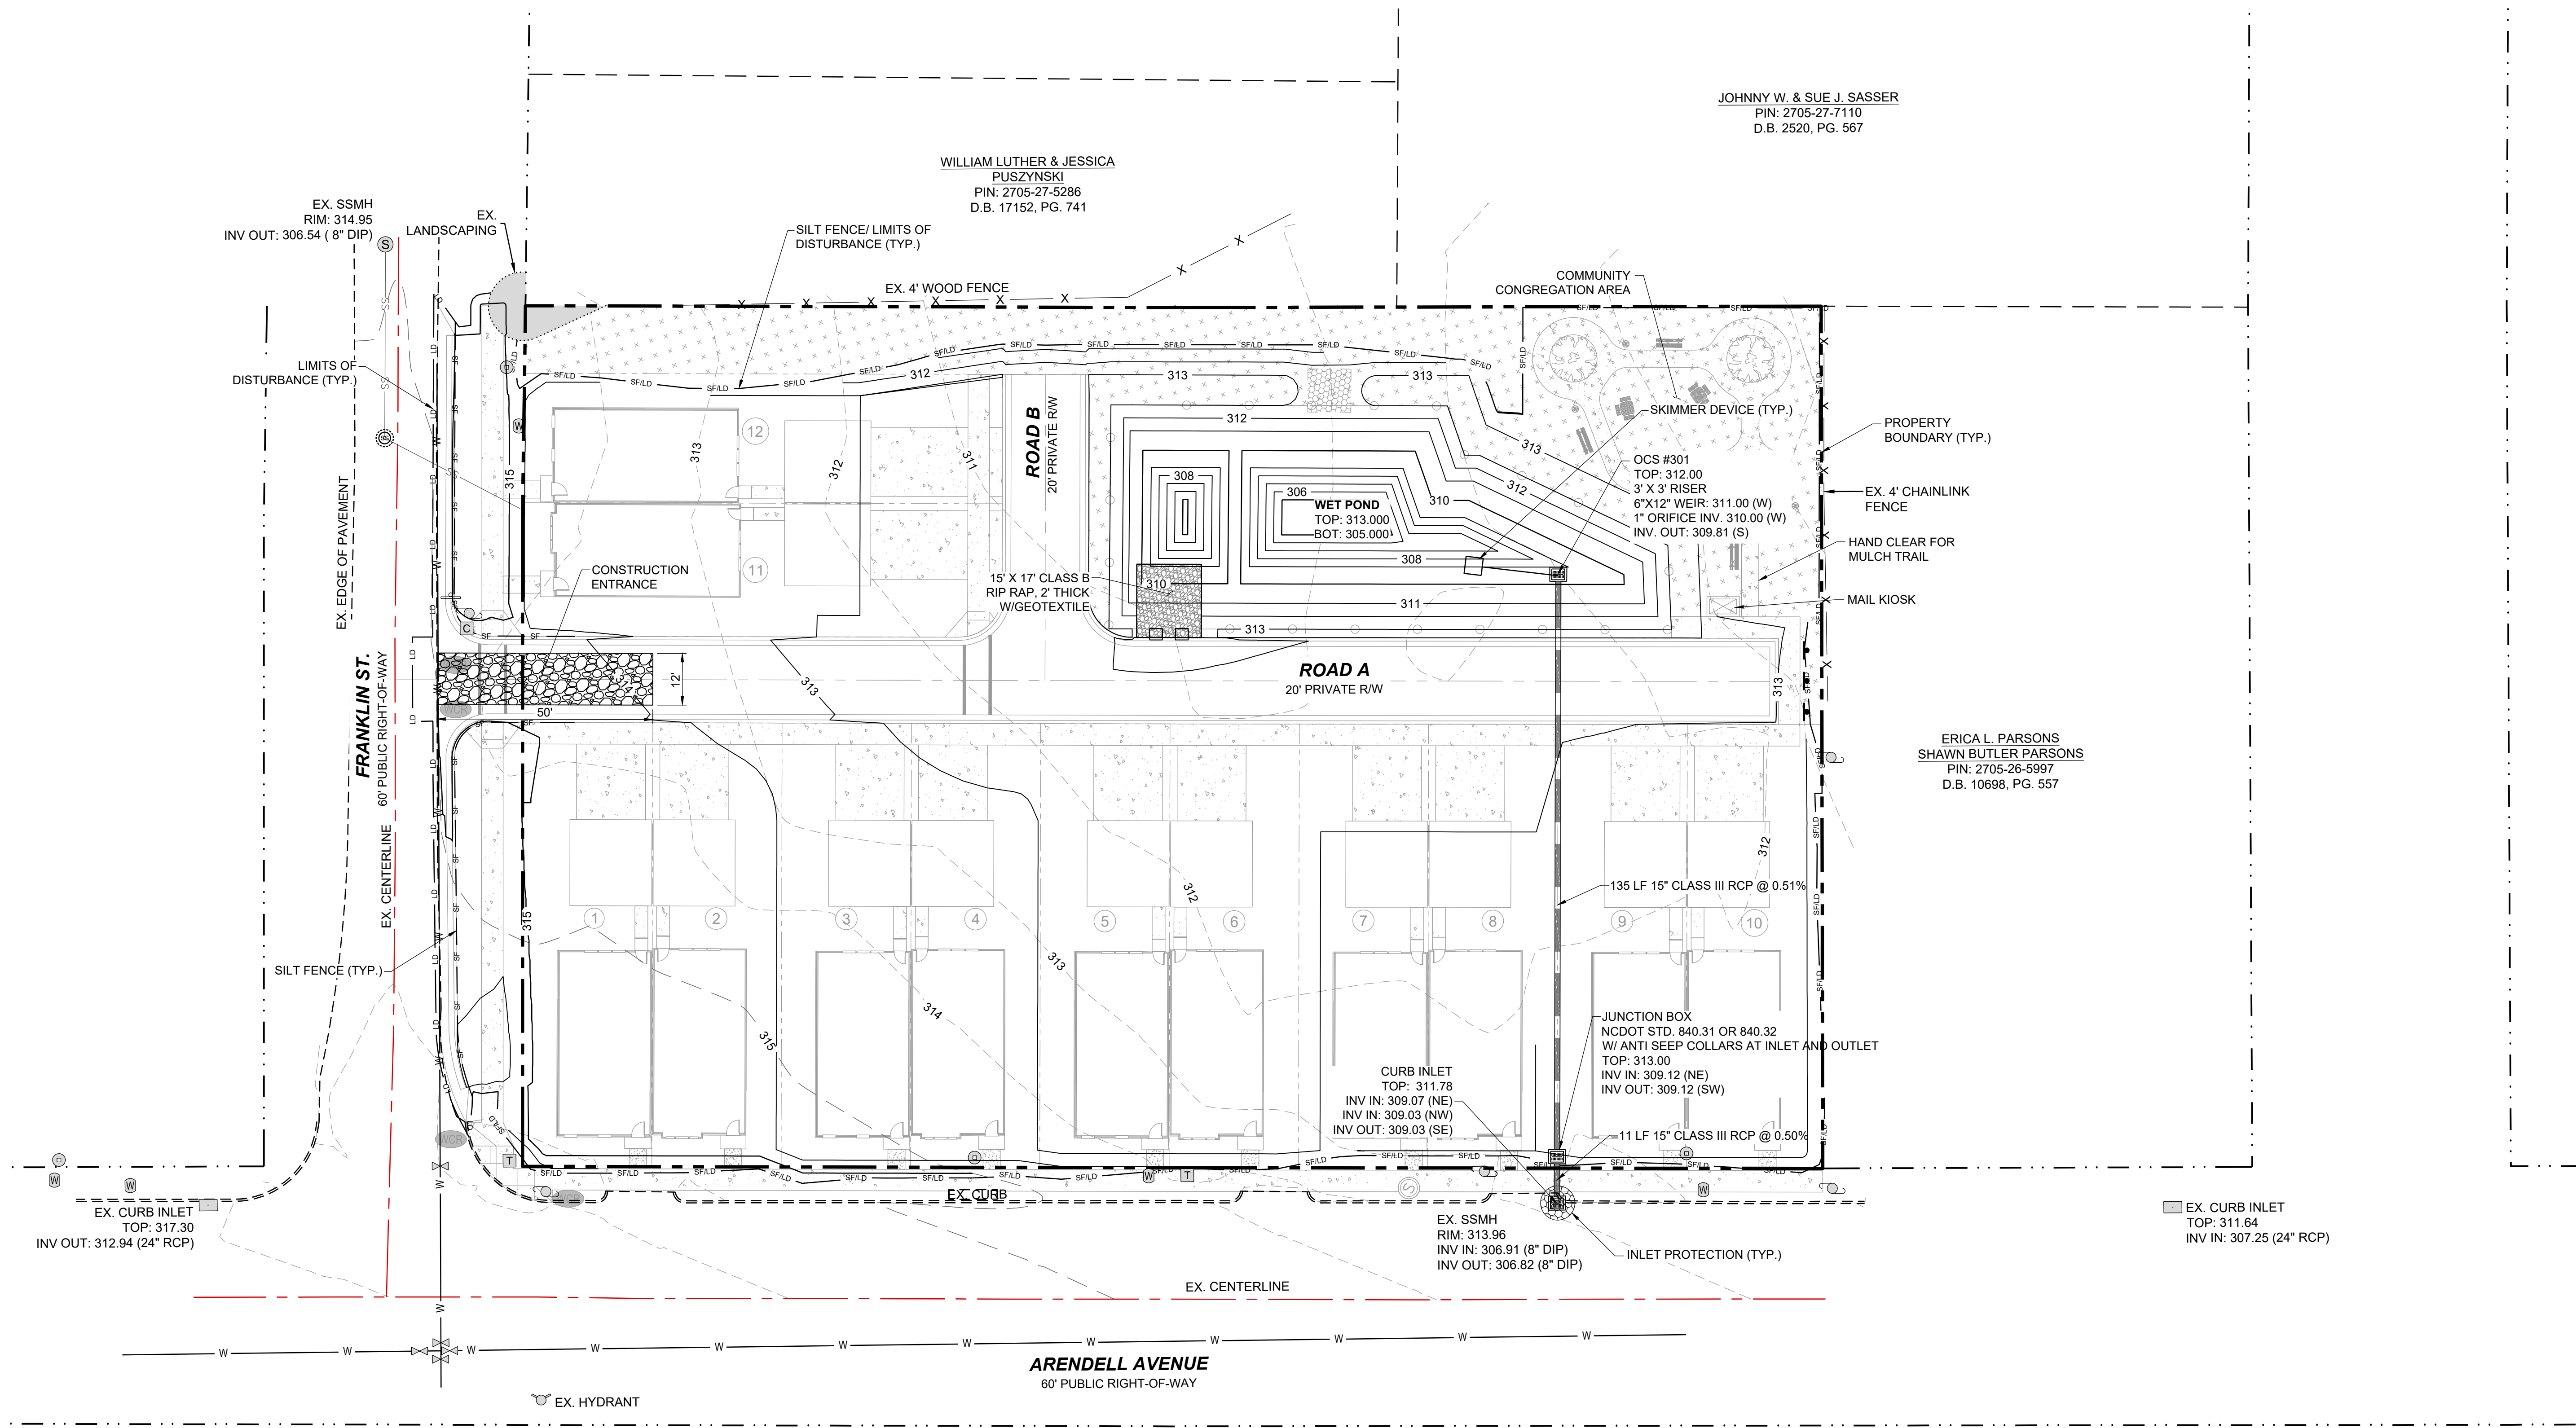 JOHNNY W. & SUE J. SASSER
PIN: 2705-27-7110
D.B. 2520, PG. 567
WILLIAM LUTHER & JESSICA
PUSZYNSKI
PIN: 2705-27-5286
D.B. 17152, PG. 741
EX. SSMH
RIM: 314.95
INV OUT: 306.54 ( 8" DIP)
S
EX.
LANDSCAPING
SILT FENCE/ LIMITS OF
DISTURBANCE (TYP.)
EX. 4' WOOD FENCE
COMMUNITY
CONGREGATION AREA
LIMITS OF
DISTURBANCE (TYP.)
312
313
313
SKIMMER DEVICE (TYP.)
PROPERTY
BOUNDARY (TYP.)
12
313
312
311
ROAD B
20' PRIVATE R/W
312
313
OCS #301
TOP: 312.00
3' X 3' RISER
6"X12" WEIR: 311.00 (W)
1" ORIFICE INV. 310.00 (W)
INV. OUT: 309.81 (S)
315
308
306
310
312
WET POND
TOP: 313.000
BOT: 305.000
EX. 4' CHAINLINK
FENCE
HAND CLEAR FOR
MULCH TRAIL
EX. EDGE OF PAVEMENT
CONSTRUCTION
ENTRANCE
11
308
15' X 17' CLASS B
RIP RAP, 2' THICK
W/GEOTEXTILE
310
311
MAIL KIOSK
C
313
FRANKLIN ST.
60' PUBLIC RIGHT-OF-WAY
314
12'
313
ROAD A
20' PRIVATE R/W
313
WCR
50'
ERICA L. PARSONS
SHAWN BUTLER PARSONS
PIN: 2705-26-5997
D.B. 10698, PG. 557
EX. CENTERLINE
312
315
1
2
3
4
5
6
7
8
9
10
312
135 LF 15" CLASS III RCP @ 0.51%
SILT FENCE (TYP.)
313
314
315
JUNCTION BOX
NCDOT STD. 840.31 OR 840.32
W/ ANTI SEEP COLLARS AT INLET AND OUTLET
TOP: 313.00
INV IN: 309.12 (NE)
INV OUT: 309.12 (SW)
CURB INLET
TOP: 311.78
INV IN: 309.07 (NE)
INV IN: 309.03 (NW)
INV OUT: 309.03 (SE)
11 LF 15" CLASS III RCP @ 0.50%
WCR
T
T
W
W
W
W
EX. CURB
S
EX. CURB INLET
TOP: 317.30
INV OUT: 312.94 (24" RCP)
EX. SSMH
RIM: 313.96
INV IN: 306.91 (8" DIP)
INV OUT: 306.82 (8" DIP)
INLET PROTECTION (TYP.)
EX. CURB INLET
TOP: 311.64
INV IN: 307.25 (24" RCP)
EX. CENTERLINE
W W W W W W W W W W W W
ARENDELL AVENUE
60' PUBLIC RIGHT-OF-WAY
EX. HYDRANT